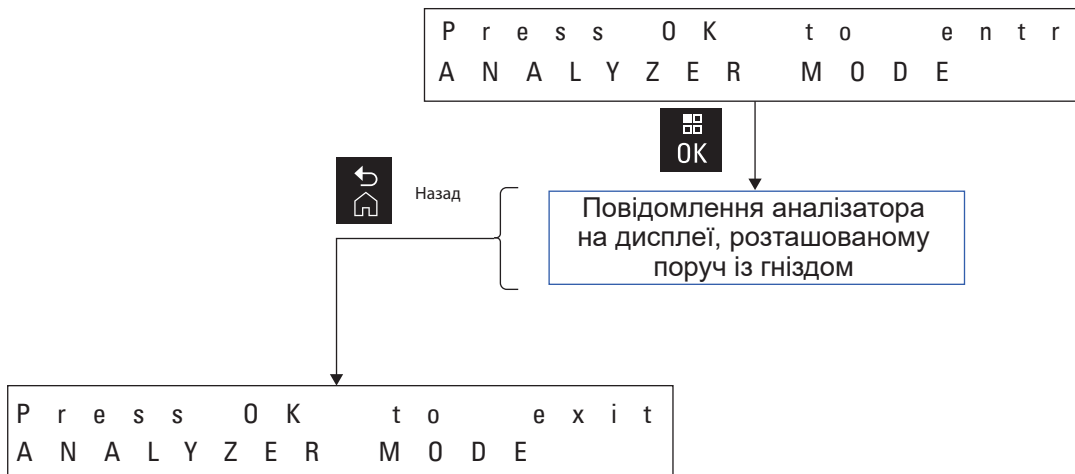 Press OK to entr
ANALYZER MODE
OK
Назад
Повідомлення аналізатора
на дисплеї, розташованому
поруч із гніздом
Press OK to exit
ANALYZER MODE